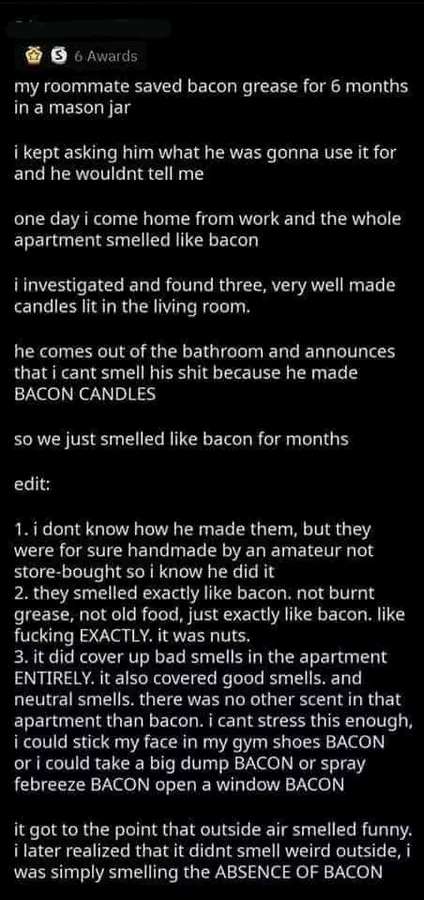 6 Awards
my roommate saved bacon grease for 6 months
in a mason jar
i kept asking him what he was gonna use it for
and he wouldnt tell me
one day i come home from work and the whole
apartment smelled like bacon
i investigated and found three, very well made
candles lit in the living room.
he comes out of the bathroom and announces
that i cant smell his shit because he made
BACON CANDLES
so we just smelled like bacon for months
edit:
1. i dont know how he made them, but they
were for sure handmade by an amateur not
store-bought so i know he did it
2. they smelled exactly like bacon. not burnt
grease, not old food, just exactly like bacon. like
fucking EXACTLY. it was nuts.
3. it did cover up bad smells in the apartment
ENTIRELY. it also covered good smells. and
neutral smells. there was no other scent in that
apartment than bacon. i cant stress this enough,
i could stick my face in my gym shoes BACON
or i could take a big dump BACON or spray
febreeze BACON open a window BACON
it got to the point that outside air smelled funny.
i later realized that it didnt smell weird outside, i
was simply smelling the ABSENCE OF BACON